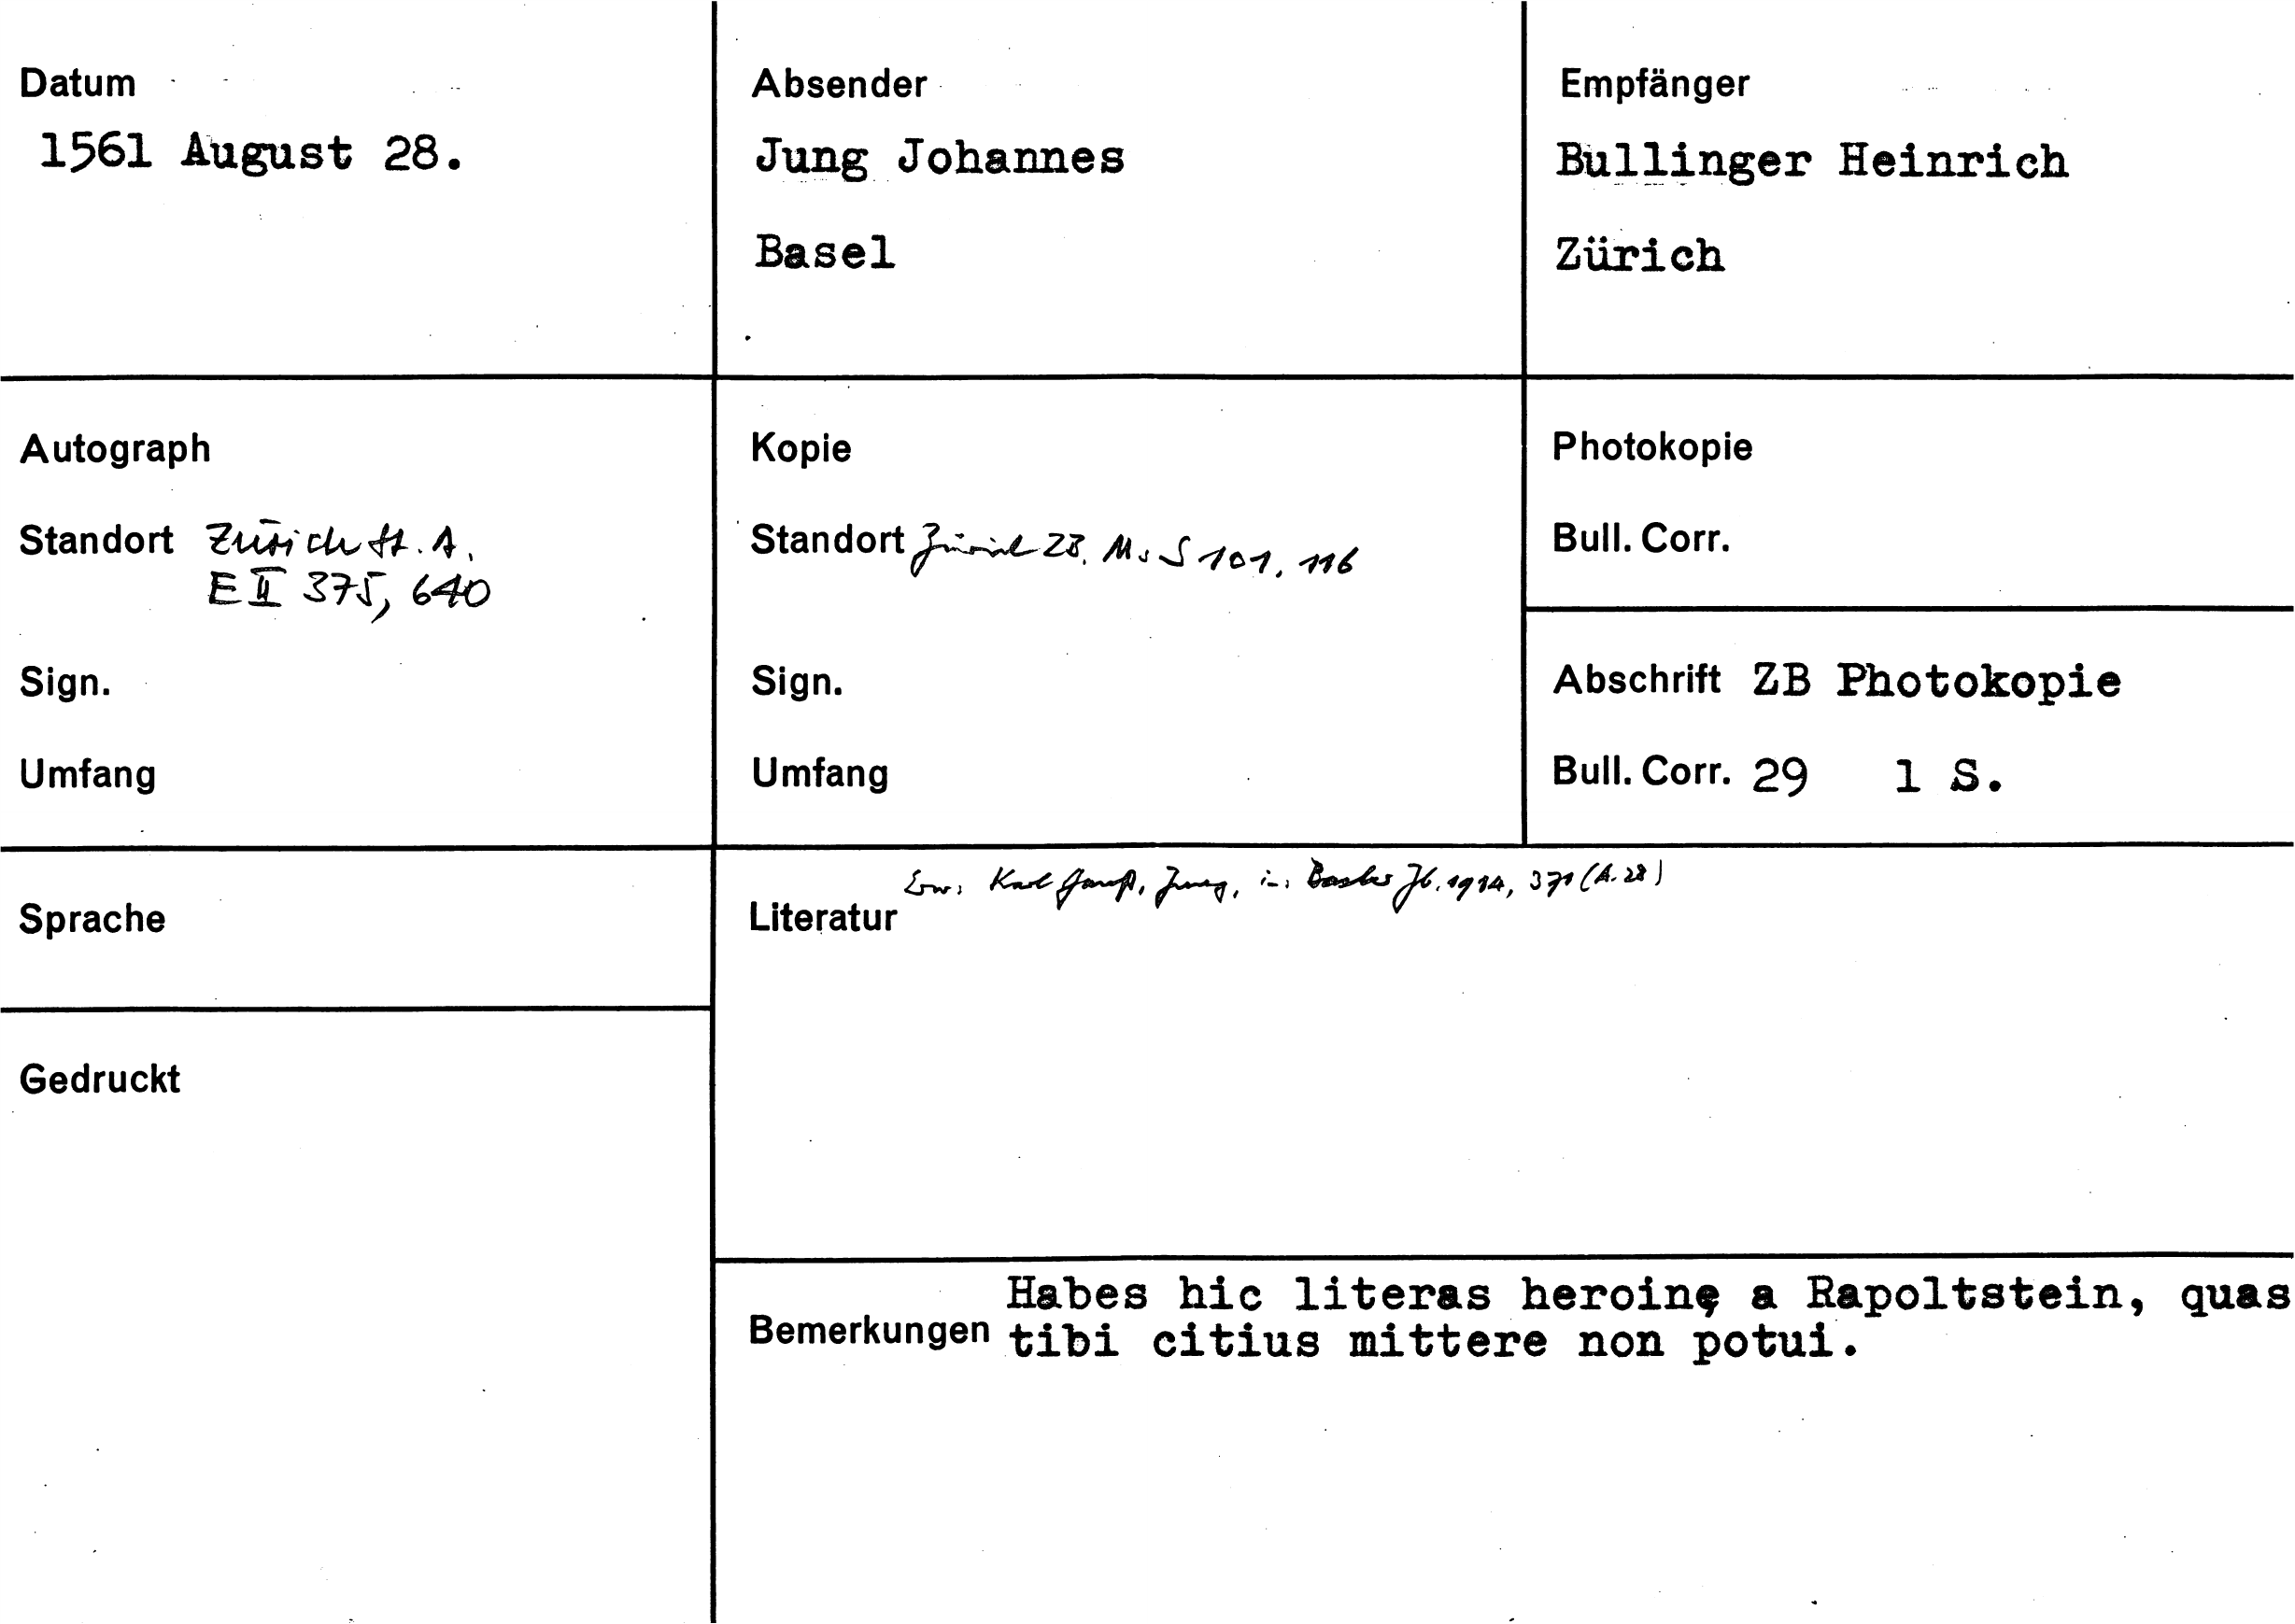 Datum
1561 August 28.
Absender
Jung Johannes
Basel
Empfänger
Bullinger Heinrich
Zürich
Autograph
Standort Zürich St. A.
E II 375, 640
Sign.
Umfang
Kopie
Standort Zürich ZB. Ms S 101, 116
Sign.
Umfang
Photokopie
Bull. Corr.
Abschrift ZB Photokopie
Bull. Corr. 29 1 S.
Sprache
Gedruckt
Erw: Karl Gauß, Jung, in: Basler Jb. 1914, 371 (A. 28)
Literatur
Habes hic literas heroinę a Rapoltstein, quas
Bemerkungen tibi citius mittere non potui.